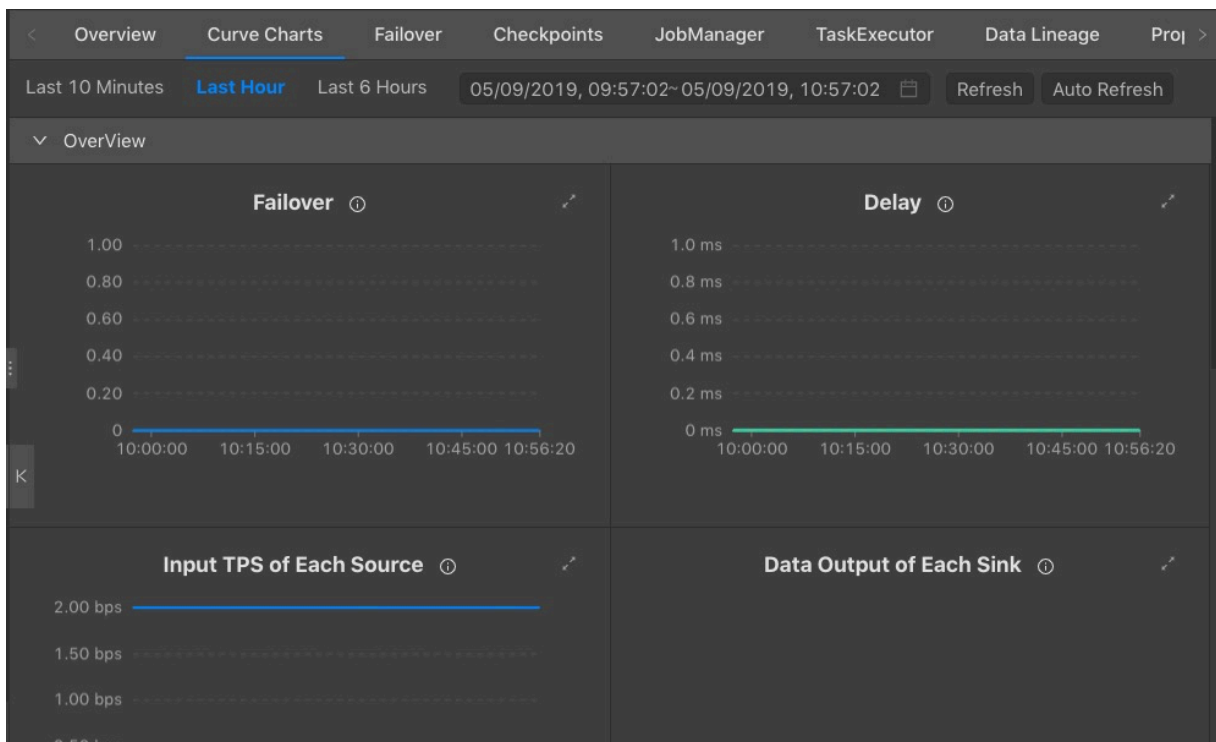 Overview Curve Charts Failover Checkpoints JobManager TaskExecutor Data Lineage
Last 10 Minutes Last Hour Last 6 Hours 05/09/2019, 09:57:02~05/09/2019, 10:57:02 Refresh Auto Refresh
OverView
Failover
1.00
0.80
0.60
0.40
0.20
0
10:00:00 10:15:00 10:30:00 10:45:00 10:56:20
Delay
1.0 ms
0.8 ms
0.6 ms
0.4 ms
0.2 ms
0 ms
10:00:00 10:15:00 10:30:00 10:45:00 10:56:20
Input TPS of Each Source
2.00 bps
1.50 bps
1.00 bps
Data Output of Each Sink